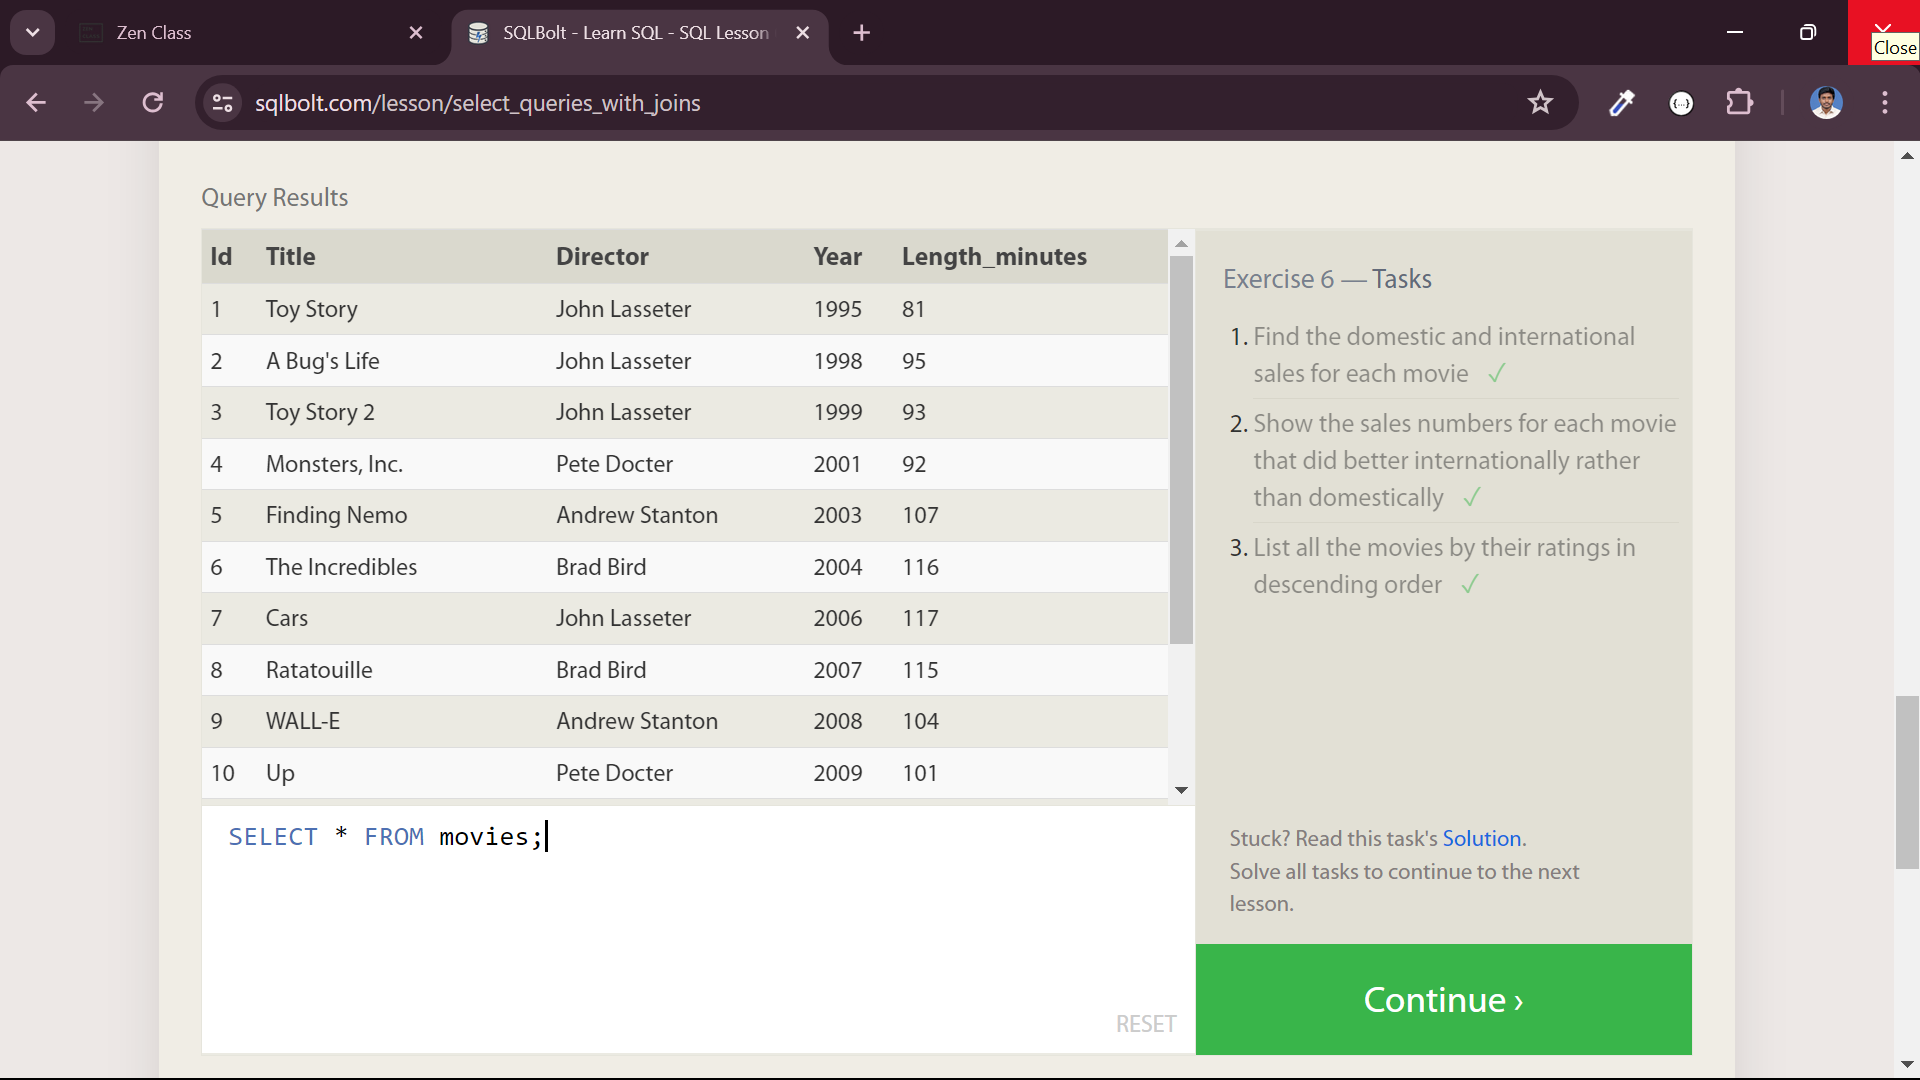 Zen Class
SQLBolt - Learn SQL - SQL Lesson
Close
sqlbolt.com/lesson/select_queries_with_joins
Query Results
Id Title Director Year Length_minutes
1 Toy Story John Lasseter 1995 81
2 A Bug's Life John Lasseter 1998 95
3 Toy Story 2 John Lasseter 1999 93
4 Monsters, Inc. Pete Docter 2001 92
5 Finding Nemo Andrew Stanton 2003 107
6 The Incredibles Brad Bird 2004 116
7 Cars John Lasseter 2006 117
8 Ratatouille Brad Bird 2007 115
9 WALL-E Andrew Stanton 2008 104
10 Up Pete Docter 2009 101
SELECT * FROM movies;
RESET
Exercise 6 — Tasks
1. Find the domestic and international
sales for each movie ✓
2. Show the sales numbers for each movie
that did better internationally rather
than domestically ✓
3. List all the movies by their ratings in
descending order ✓
Stuck? Read this task's Solution.
Solve all tasks to continue to the next
lesson.
Continue ›